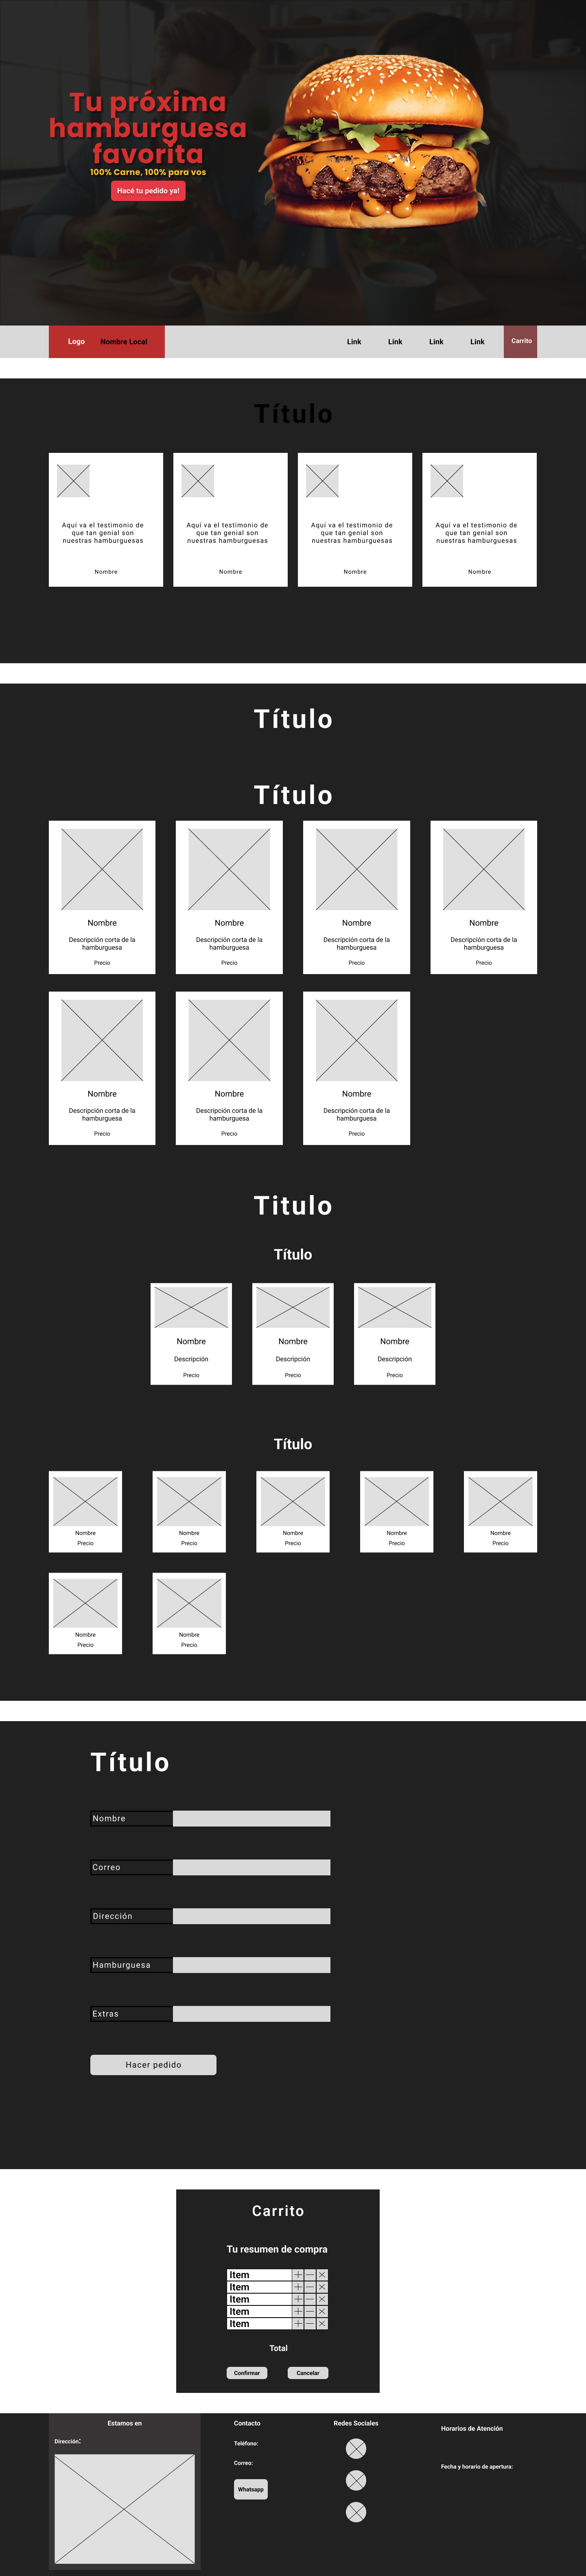 Tu próxima
hamburguesa
favorita
100% Carne, 100% para vos
Hacé tu pedido ya!
Logo Nombre Local Link Link Link Link Carrito
Título
Aquí va el testimonio de
que tan genial son
nuestras hamburguesas
Nombre
Aquí va el testimonio de
que tan genial son
nuestras hamburguesas
Nombre
Aquí va el testimonio de
que tan genial son
nuestras hamburguesas
Nombre
Aquí va el testimonio de
que tan genial son
nuestras hamburguesas
Nombre
Título
Título
Nombre
Descripción corta de la
hamburguesa
Precio
Nombre
Descripción corta de la
hamburguesa
Precio
Nombre
Descripción corta de la
hamburguesa
Precio
Nombre
Descripción corta de la
hamburguesa
Precio
Nombre
Descripción corta de la
hamburguesa
Precio
Nombre
Descripción corta de la
hamburguesa
Precio
Nombre
Descripción corta de la
hamburguesa
Precio
Titulo
Título
Nombre
Descripción
Precio
Nombre
Descripción
Precio
Nombre
Descripción
Precio
Título
Nombre
Precio
Nombre
Precio
Nombre
Precio
Nombre
Precio
Nombre
Precio
Nombre
Precio
Nombre
Precio
Título
Nombre
Correo
Dirección
Hamburguesa
Extras
Hacer pedido
Carrito
Tu resumen de compra
Item
Item
Item
Item
Item
Total
Confirmar Cancelar
Estamos en
Dirección:
Contacto
Teléfono:
Correo:
Whatsapp
Redes Sociales
Horarios de Atención
Fecha y horario de apertura: